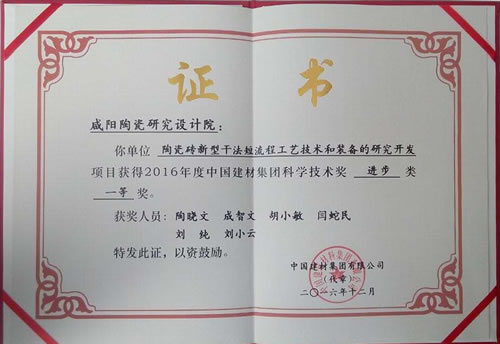 证书
咸阳陶瓷研究设计院：
你单位 陶瓷砖新型干法短流程工艺技术和装备的研究开发
项目获得2016年度中国建材集团科学技术奖 进步 类
一等 奖。
获奖人员：陶晓文 成智文 胡小敏 闫蛇民
刘纯 刘小云
特发此证，以资鼓励。
中国建材集团有限公司
（代章）
二〇一六年十二月